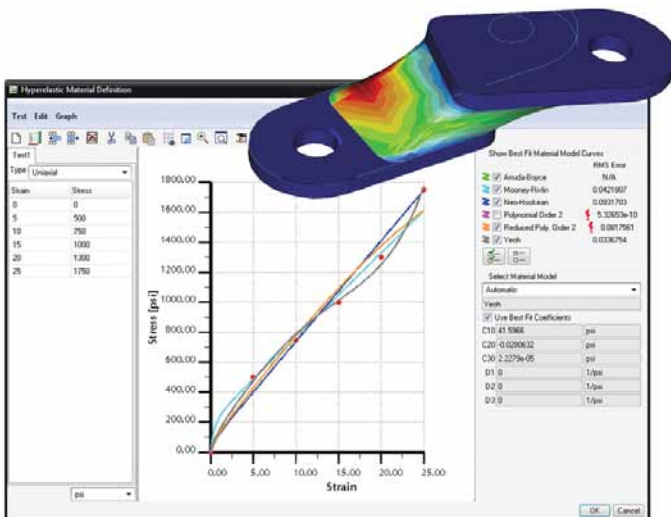 Hyperelastic Material Definition
Test Edit Graph
Test1
Type Uniaxial
Strain Stress
0 0
5 500
10 750
15 1000
20 1300
25 1750
psi
1800.00
1600.00
1400.00
1200.00
1000.00
800.00
600.00
400.00
200.00
0.00
Stress [psi]
0.00 5.00 10.00 15.00 20.00 25.00
Strain
Show Best Fit Material Model Curves
RMS Error
Arruda-Boyce N/A
Mooney-Rivlin 0.0421807
Neo-Hookean 0.0931703
Polynomial Order 2 5.32653e-10
Reduced Poly. Order 2 0.0817561
Yeoh 0.0336754
Select Material Model
Automatic
Yeoh
Use Best Fit Coefficients
C10 41.5966 psi
C20 -0.0280632 psi
C30 2.2279e-05 psi
D1 0 1/psi
D2 0 1/psi
D3 0 1/psi
OK Cancel